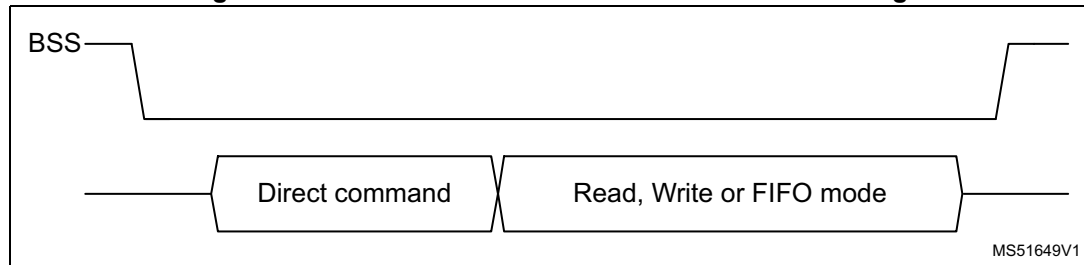 BSS
Direct command
Read, Write or FIFO mode
MS51649V1